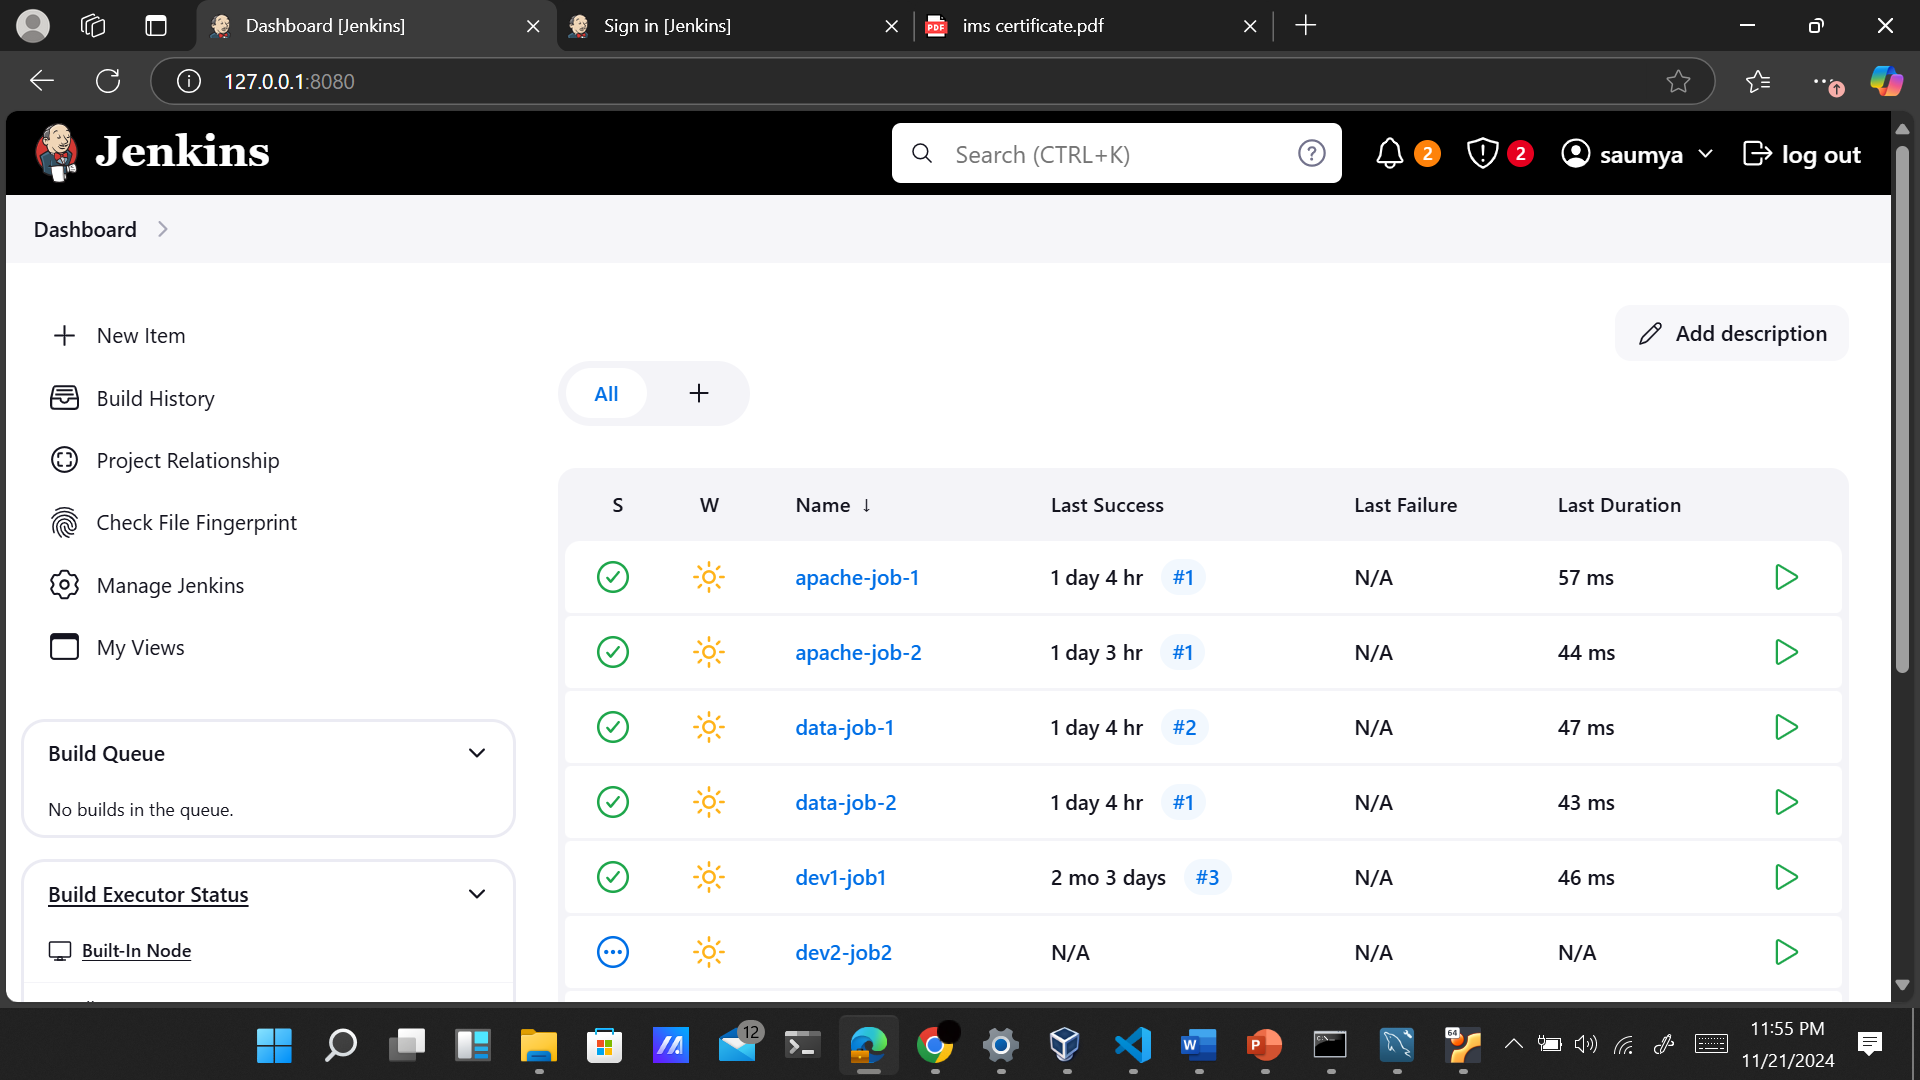 Dashboard [Jenkins]
Sign in [Jenkins]
PDF
ims certificate.pdf
127.0.0.1:8080
Jenkins
Search (CTRL+K)
?
2
2
saumya
log out
Dashboard
New Item
Build History
Project Relationship
Check File Fingerprint
Manage Jenkins
My Views
Build Queue
No builds in the queue.
Build Executor Status
Built-In Node
Add description
All
S W Name ↓ Last Success Last Failure Last Duration
apache-job-1 1 day 4 hr #1 N/A 57 ms
apache-job-2 1 day 3 hr #1 N/A 44 ms
data-job-1 1 day 4 hr #2 N/A 47 ms
data-job-2 1 day 4 hr #1 N/A 43 ms
dev1-job1 2 mo 3 days #3 N/A 46 ms
dev2-job2 N/A N/A N/A
12
W
P
64
11:55 PM
11/21/2024